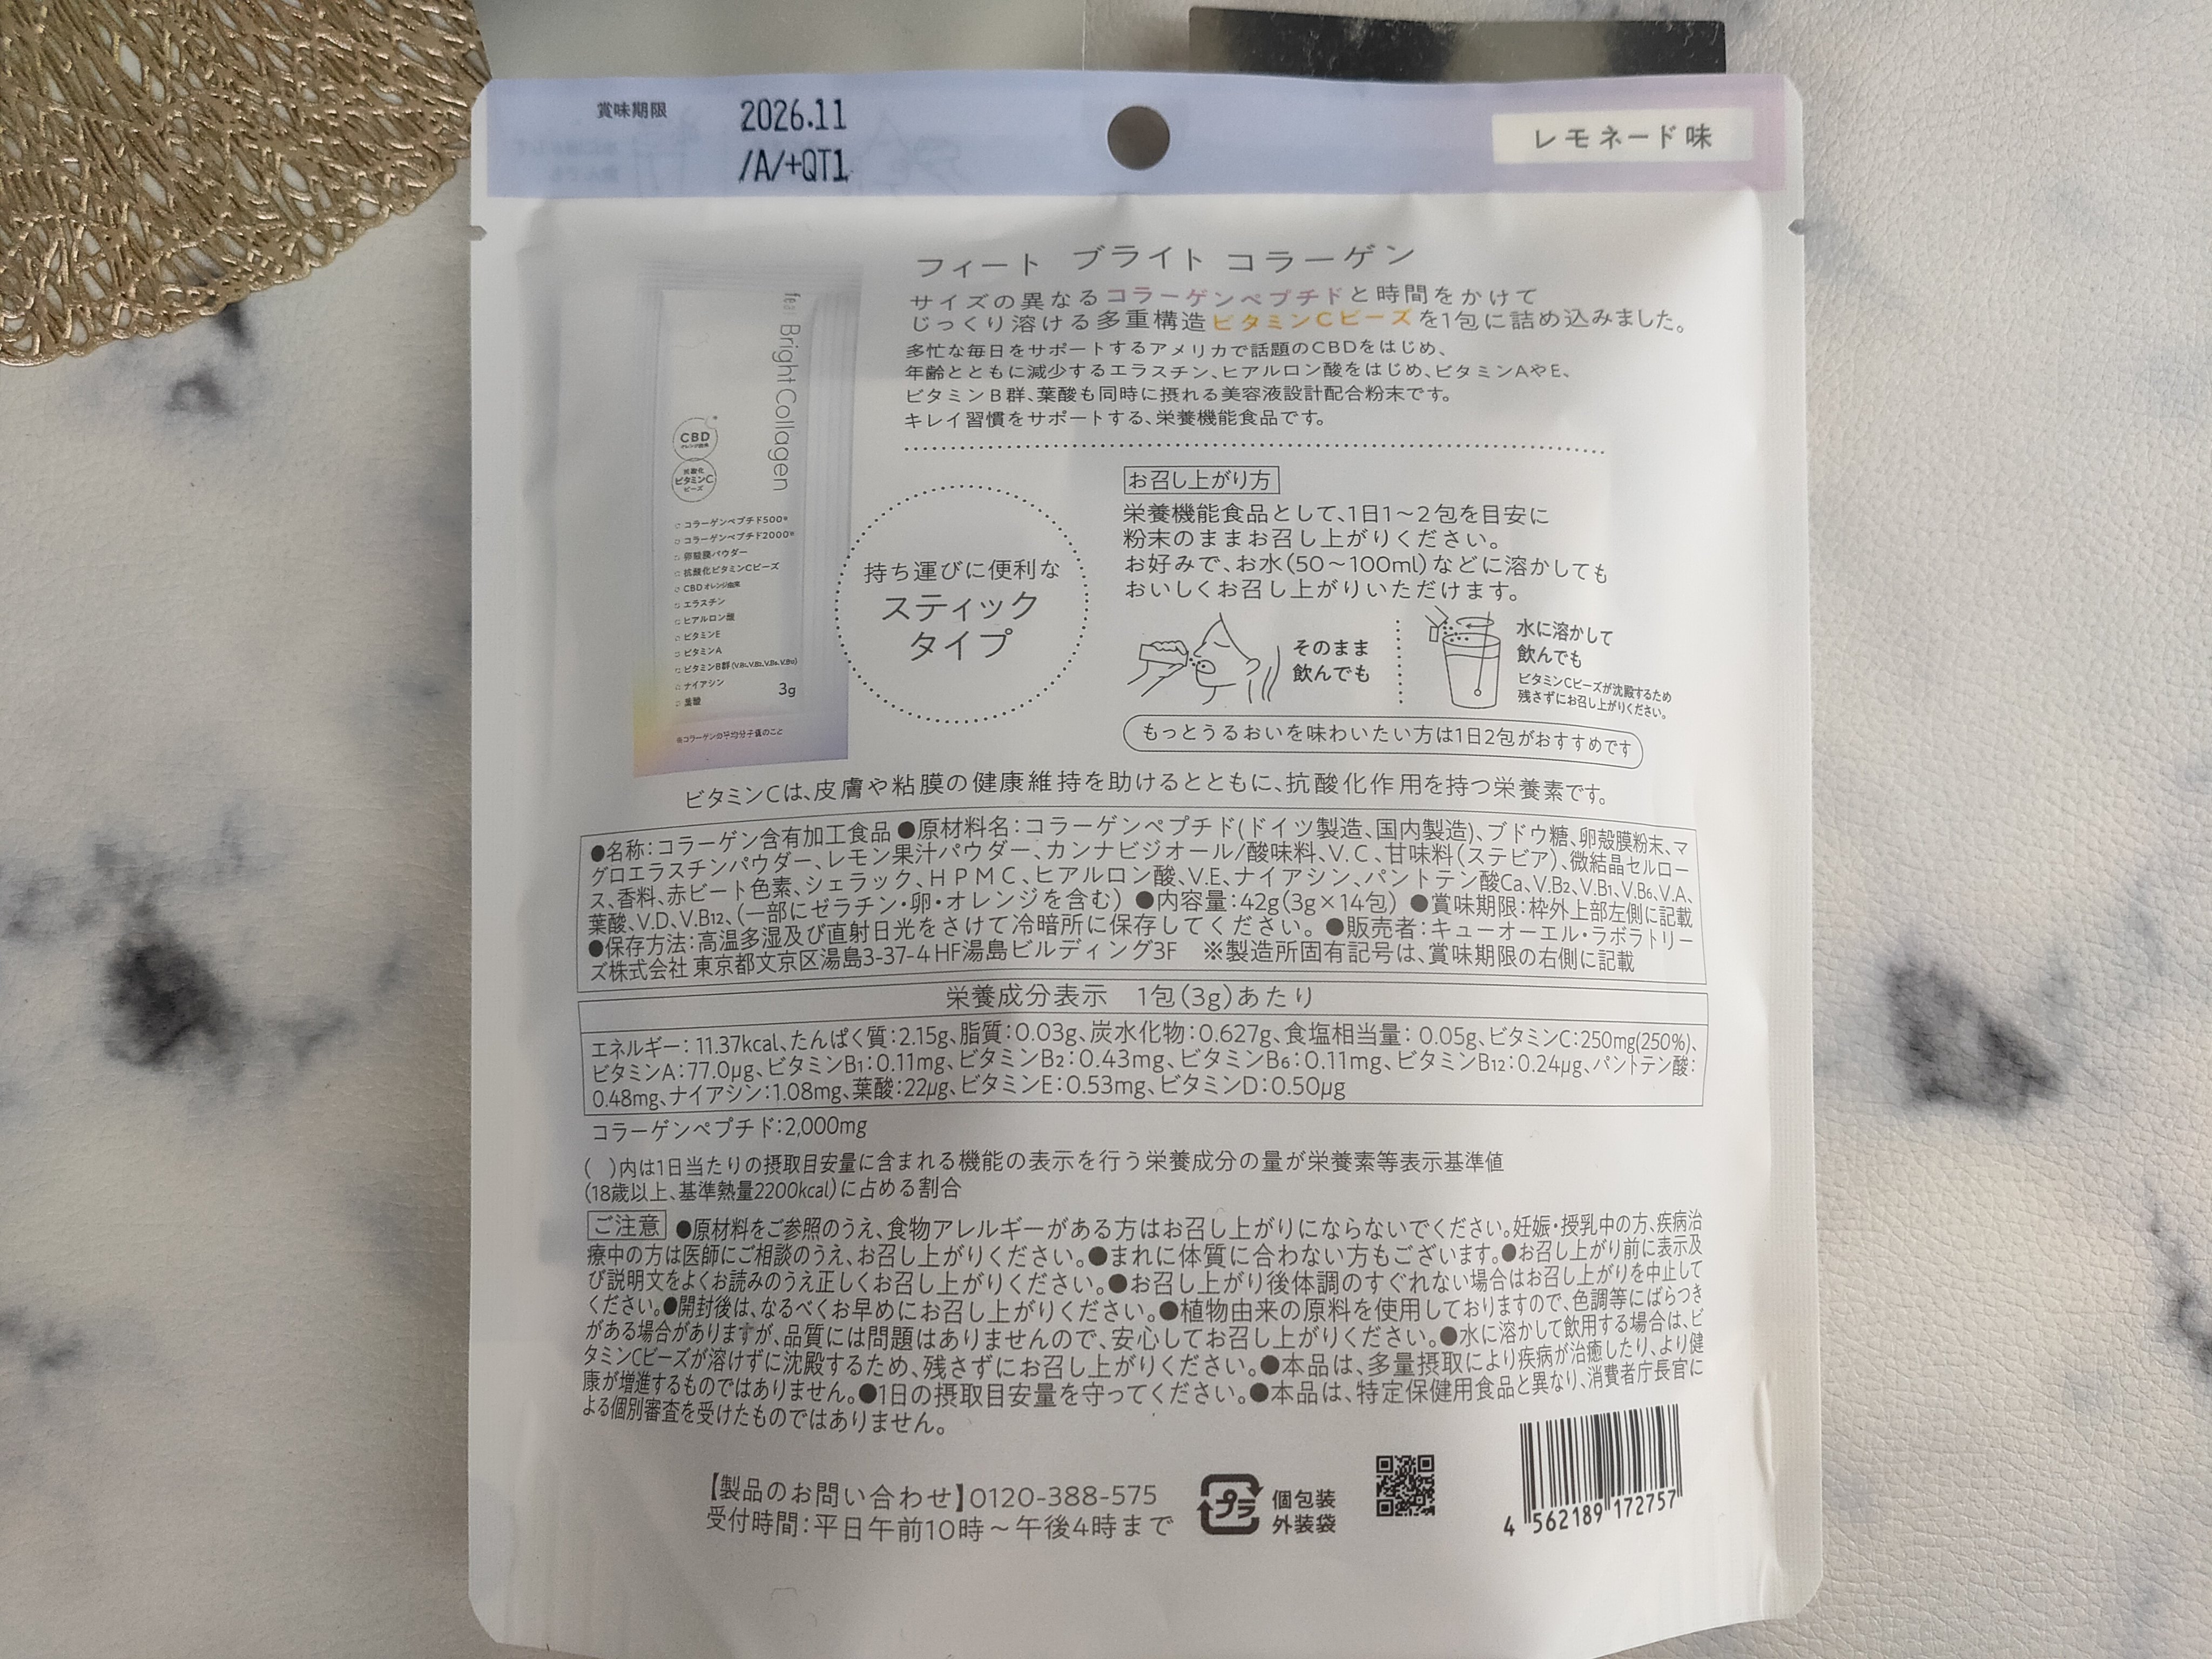 賞味期限
2026.11
/A/+QT1
レモネード味
フィート ブライト コラーゲン
サイズの異なるコラーゲンペプチドと時間をかけて
じっくり溶ける多重構造ビタミンCビーズを1包に詰め込みました。
多忙な毎日をサポートするアメリカで話題のCBDをはじめ、
年齢とともに減少するエラスチン、ヒアルロン酸をはじめ、ビタミンAやE、
ビタミンB群、葉酸も同時に摂れる美容液設計配合粉末です。
キレイ習慣をサポートする、栄養機能食品です。
Bright Collagen
CBD
オレンジ由来
抗酸化
ビタミンC
ビーズ
コラーゲンペプチド500※
コラーゲンペプチド2000※
卵殻膜パウダー
抗酸化ビタミンCビーズ
CBD オレンジ由来
エラスチン
ヒアルロン酸
ビタミンE
ビタミンA
ビタミンB群(V.B1、V.B2、V.B6、V.B12)
ナイアシン
葉酸
3g
※コラーゲンの平均分子量のこと
持ち運びに便利な
スティック
タイプ
お召し上がり方
栄養機能食品として、1日1～2包を目安に
粉末のままお召し上がりください。
お好みで、お水(50～100ml)などに溶かしても
おいしくお召し上がりいただけます。
そのまま
飲んでも
水に溶かして
飲んでも
ビタミンCビーズが沈殿するため
残さずにお召し上がりください。
もっとうるおいを味わいたい方は1日2包がおすすめです
ビタミンCは、皮膚や粘膜の健康維持を助けるとともに、抗酸化作用を持つ栄養素です。
●名称：コラーゲン含有加工食品 ●原材料名：コラーゲンペプチド(ドイツ製造、国内製造)、ブドウ糖、卵殻膜粉末、マ
グロエラスチンパウダー、レモン果汁パウダー、カンナビジオール/酸味料、V.C、甘味料(ステビア)、微結晶セルロー
ス、香料、赤ビート色素、シェラック、HPMC、ヒアルロン酸、V.E、ナイアシン、パントテン酸Ca、V.B2、V.B1、V.B6、V.A、
葉酸、V.D、V.B12、(一部にゼラチン・卵・オレンジを含む) ●内容量：42g(3g×14包) ●賞味期限：枠外上部左側に記載
●保存方法：高温多湿及び直射日光をさけて冷暗所に保存してください。 ●販売者：キューオーエル・ラボラトリー
ズ株式会社 東京都文京区湯島3-37-4 HF湯島ビルディング3F ※製造所固有記号は、賞味期限の右側に記載
栄養成分表示 1包(3g)あたり
エネルギー：11.37kcal、たんぱく質：2.15g、脂質：0.03g、炭水化物：0.627g、食塩相当量：0.05g、ビタミンC：250mg(250%)、
ビタミンA：77.0μg、ビタミンB1：0.11mg、ビタミンB2：0.43mg、ビタミンB6：0.11mg、ビタミンB12：0.24μg、パントテン酸：
0.48mg、ナイアシン：1.08mg、葉酸：22μg、ビタミンE：0.53mg、ビタミンD：0.50μg
コラーゲンペプチド：2,000mg
( )内は1日当たりの摂取目安量に含まれる機能の表示を行う栄養成分の量が栄養素等表示基準値
(18歳以上、基準熱量2200kcal)に占める割合
ご注意 ●原材料をご参照のうえ、食物アレルギーがある方はお召し上がりにならないでください。妊娠・授乳中の方、疾病治
療中の方は医師にご相談のうえ、お召し上がりください。●まれに体質に合わない方もございます。●お召し上がり前に表示及
び説明文をよくお読みのうえ正しくお召し上がりください。●お召し上がり後体調のすぐれない場合はお召し上がりを中止して
ください。●開封後は、なるべくお早めにお召し上がりください。●植物由来の原料を使用しておりますので、色調等にばらつき
がある場合がありますが、品質には問題はありませんので、安心してお召し上がりください。●水に溶かして飲用する場合は、ビ
タミンCビーズが溶けずに沈殿するため、残さずにお召し上がりください。●本品は、多量摂取により疾病が治癒したり、より健
康が増進するものではありません。●1日の摂取目安量を守ってください。●本品は、特定保健用食品と異なり、消費者庁長官に
よる個別審査を受けたものではありません。
【製品のお問い合わせ】0120-388-575
受付時間：平日午前10時～午後4時まで
プラ
個包装
外装袋
4 562189 172757